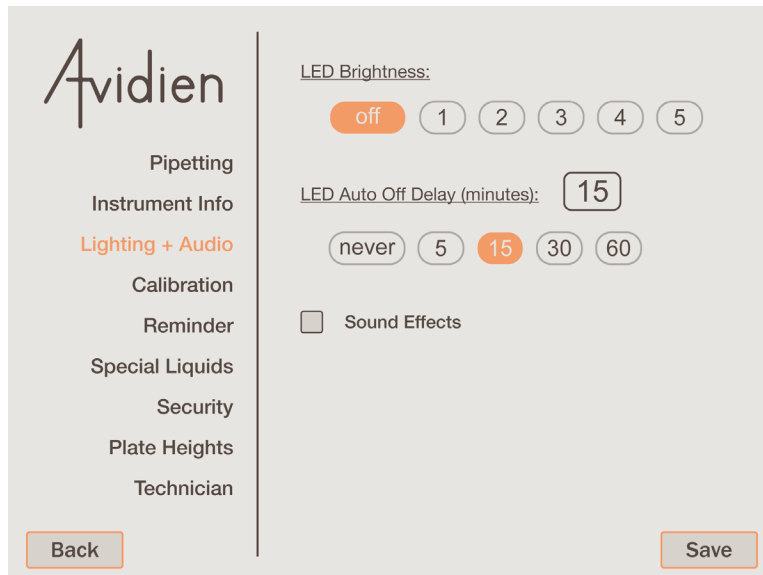 Avidien
Pipetting
Instrument Info
Lighting + Audio
Calibration
Reminder
Special Liquids
Security
Plate Heights
Technician
Back
LED Brightness:
off 1 2 3 4 5
LED Auto Off Delay (minutes): 15
never 5 15 30 60
Sound Effects
Save